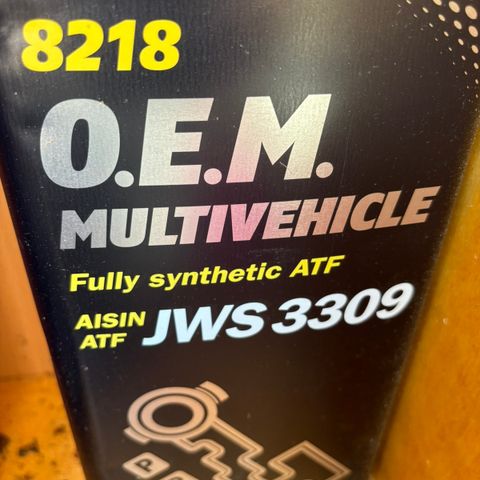 8218
O.E.M.
MULTIVEHICLE
Fully synthetic ATF
AISIN ATF JWS 3309
P